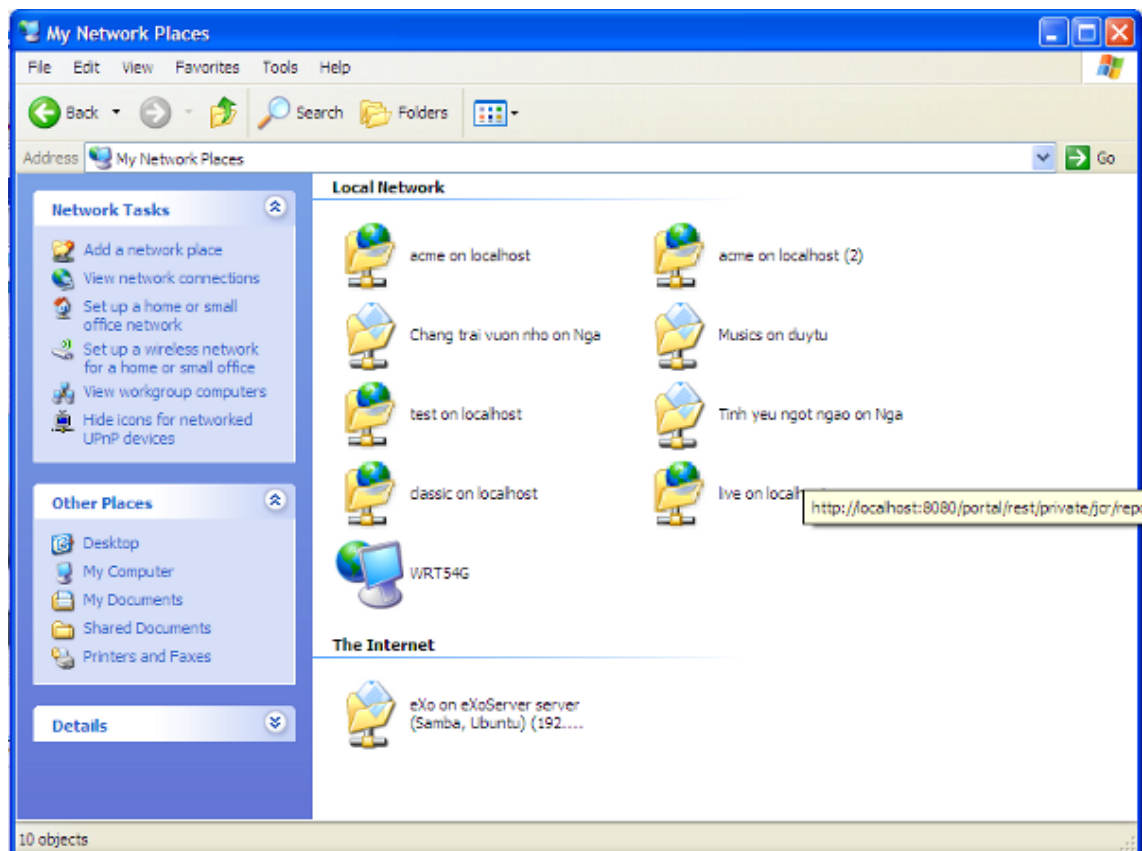 My Network Places
File Edit View Favorites Tools Help
Back Search Folders
Address My Network Places Go
Network Tasks
Add a network place
View network connections
Set up a home or small
office network
Set up a wireless network
for a home or small office
View workgroup computers
Hide icons for networked
UPnP devices
Other Places
Desktop
My Computer
My Documents
Shared Documents
Printers and Faxes
Details
Local Network
acme on localhost
acme on localhost (2)
Chang trai vuon nho on Nga
Musics on duytu
test on localhost
Tinh yeu ngot ngao on Nga
classic on localhost
live on localh
http://localhost:8080/portal/rest/private/jcr/repo
WRT54G
The Internet
eXo on eXoServer server
(Samba, Ubuntu) (192....
10 objects